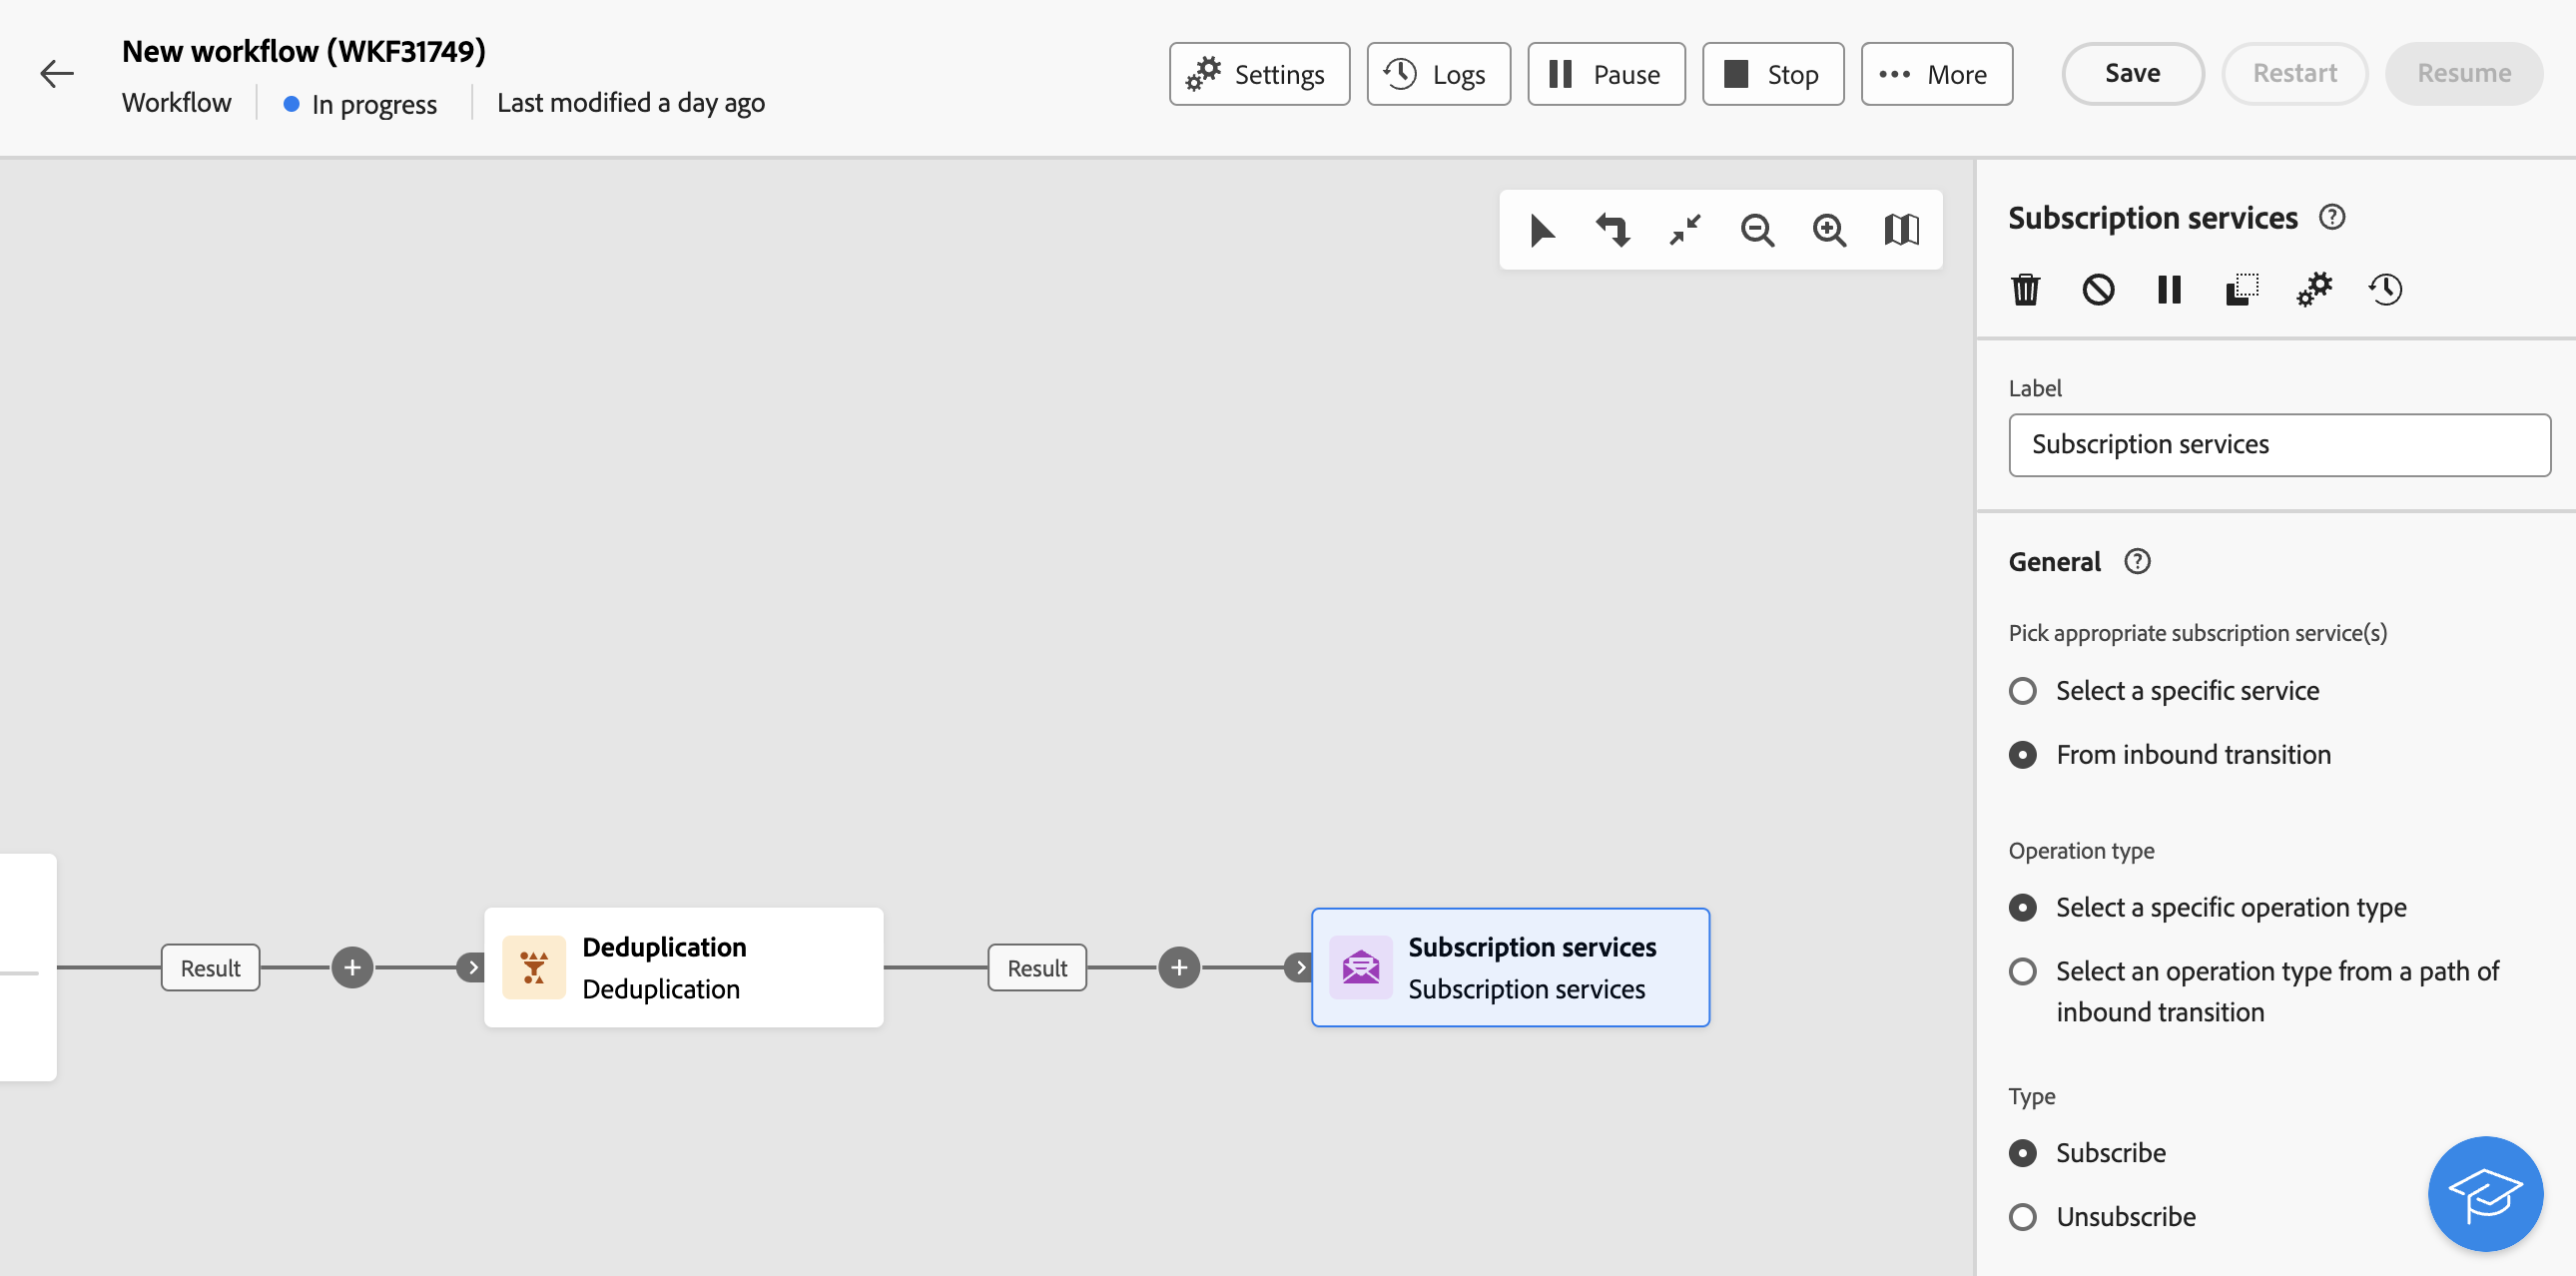 New workflow (WKF31749)
Workflow
In progress
Last modified a day ago
Settings
Logs
Pause
Stop
More
Save
Restart
Resume
Result
Deduplication
Deduplication
Result
Subscription services
Subscription services
Subscription services
Label
Subscription services
General
Pick appropriate subscription service(s)
Select a specific service
From inbound transition
Operation type
Select a specific operation type
Select an operation type from a path of
inbound transition
Type
Subscribe
Unsubscribe